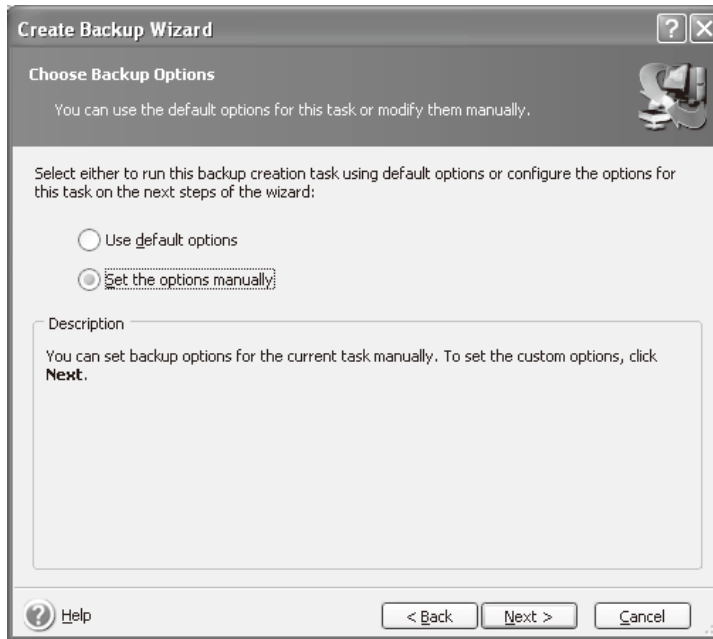 Create Backup Wizard
Choose Backup Options
You can use the default options for this task or modify them manually.
Select either to run this backup creation task using default options or configure the options for
this task on the next steps of the wizard:
Use default options
Set the options manually
Description
You can set backup options for the current task manually. To set the custom options, click
Next.
? Help
< Back
Next >
Cancel